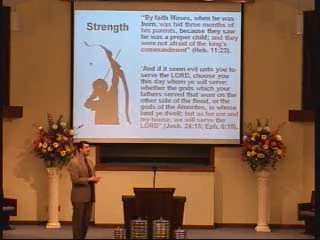 Strength
"By faith Moses, when he was
born, was hid three months of
his parents, because they saw
he was a proper child; and they
were not afraid of the king's
commandment" (Heb. 11:23).
"And if it seem evil unto you to
serve the LORD, choose you
this day whom ye will serve;
whether the gods which your
fathers served that were on the
other side of the flood, or the
gods of the Amorites, in whose
land ye dwell: but as for me and
my house, we will serve the
LORD" (Josh. 24:15; Eph. 6:10).